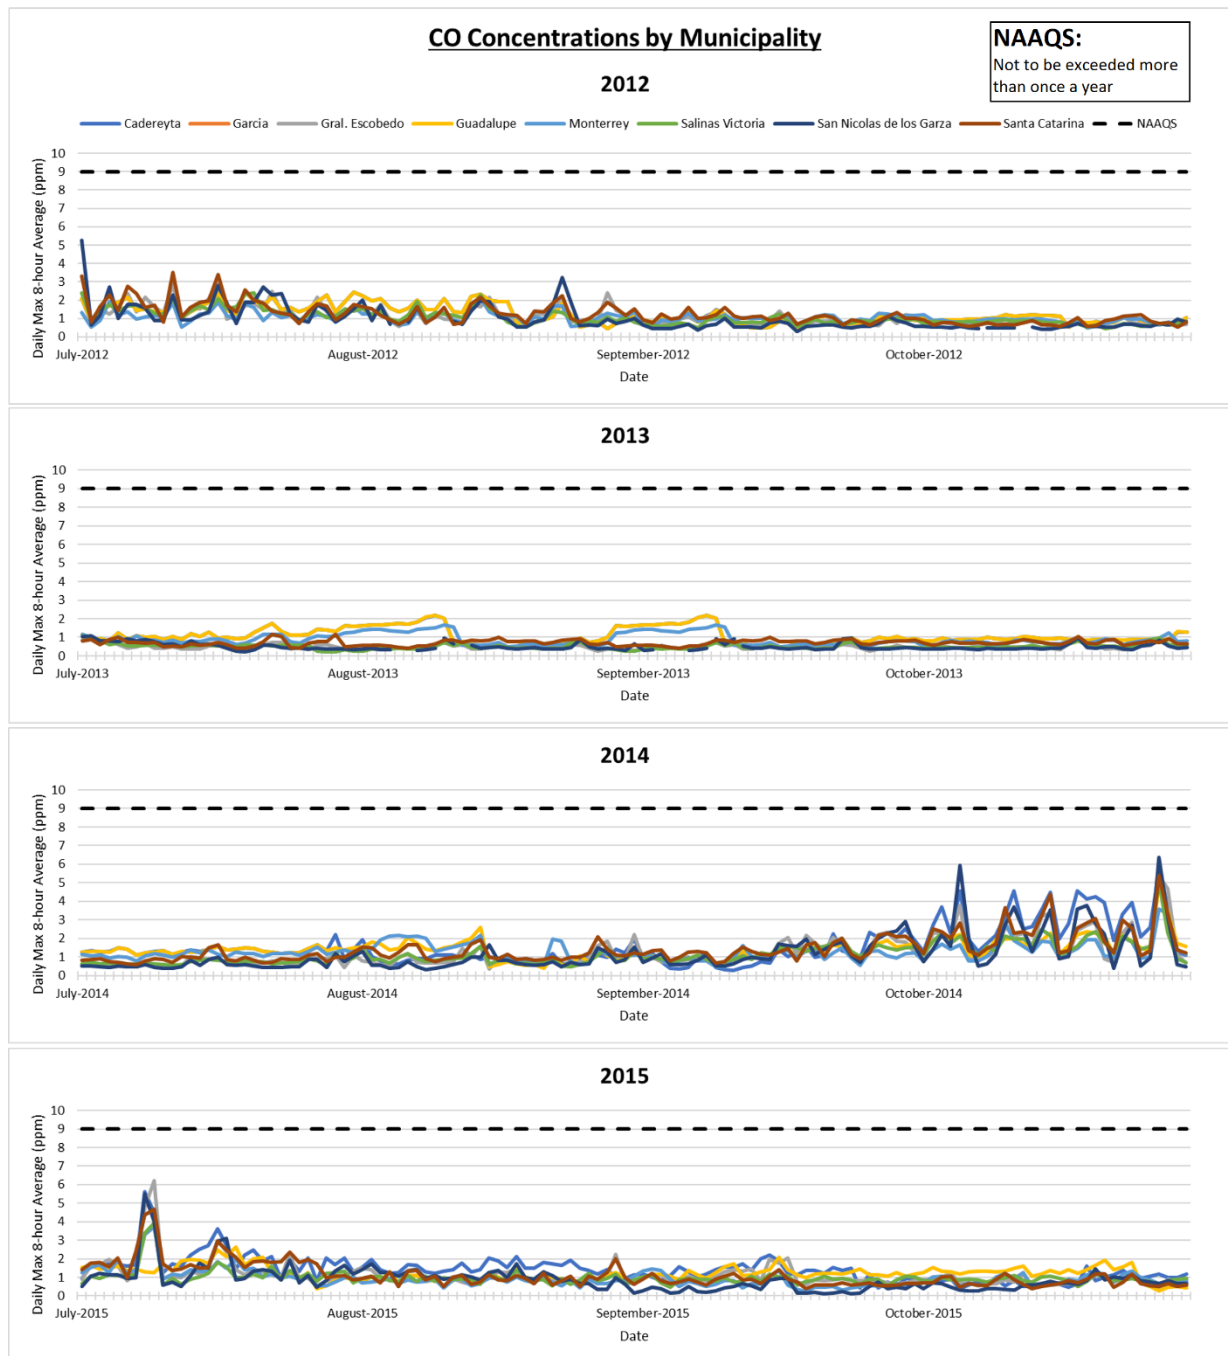 CO Concentrations by Municipality
NAAQS:
Not to be exceeded more
than once a year
2012
Cadereyta Garcia Gral. Escobedo Guadalupe Monterrey Salinas Victoria San Nicolas de los Garza Santa Catarina NAAQS
Daily Max 8-hour Average (ppm)
10
9
8
7
6
5
4
3
2
1
0
July-2012 August-2012 September-2012 October-2012
Date
2013
Daily Max 8-hour Average (ppm)
10
9
8
7
6
5
4
3
2
1
0
July-2013 August-2013 September-2013 October-2013
Date
2014
Daily Max 8-hour Average (ppm)
10
9
8
7
6
5
4
3
2
1
0
July-2014 August-2014 September-2014 October-2014
Date
2015
Daily Max 8-hour Average (ppm)
10
9
8
7
6
5
4
3
2
1
0
July-2015 August-2015 September-2015 October-2015
Date